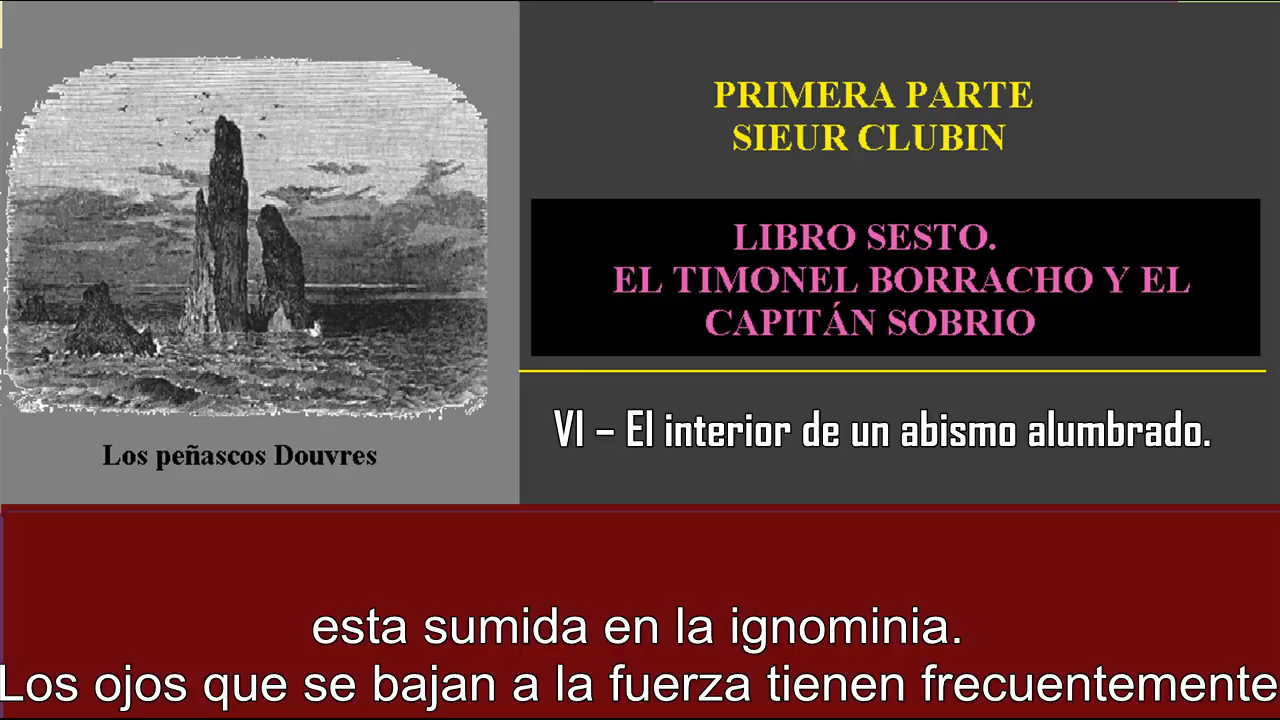 PRIMERA PARTE
SIEUR CLUBIN
LIBRO SESTO.
EL TIMONEL BORRACHO Y EL
CAPITÁN SOBRIO
VI – El interior de un abismo alumbrado.
Los peñascos Douvres
esta sumida en la ignominia.
Los ojos que se bajan a la fuerza tienen frecuentemente